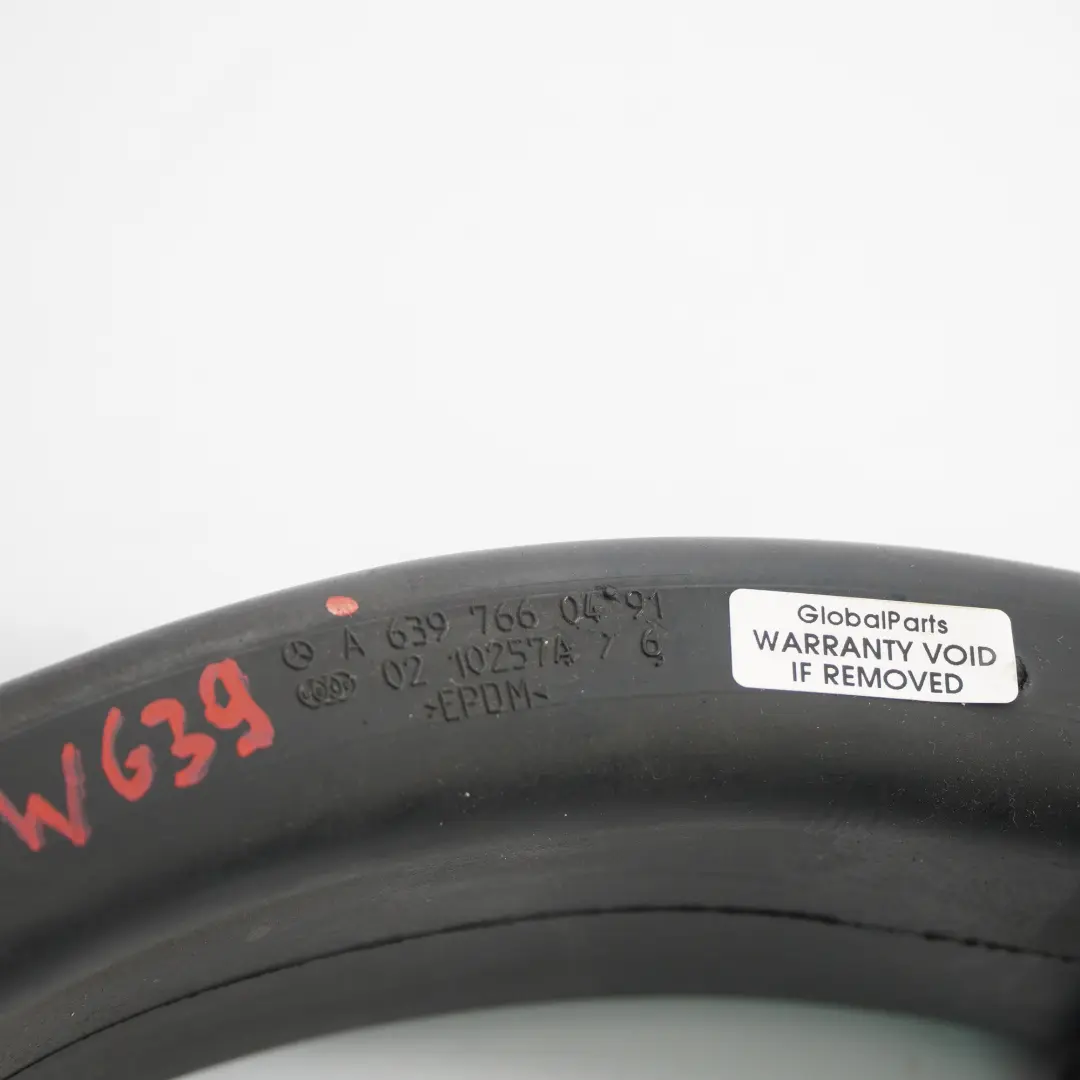 A 639 766 04 91
02 10257A 7 6
>EPDM<
W639
GlobalParts
WARRANTY VOID
IF REMOVED